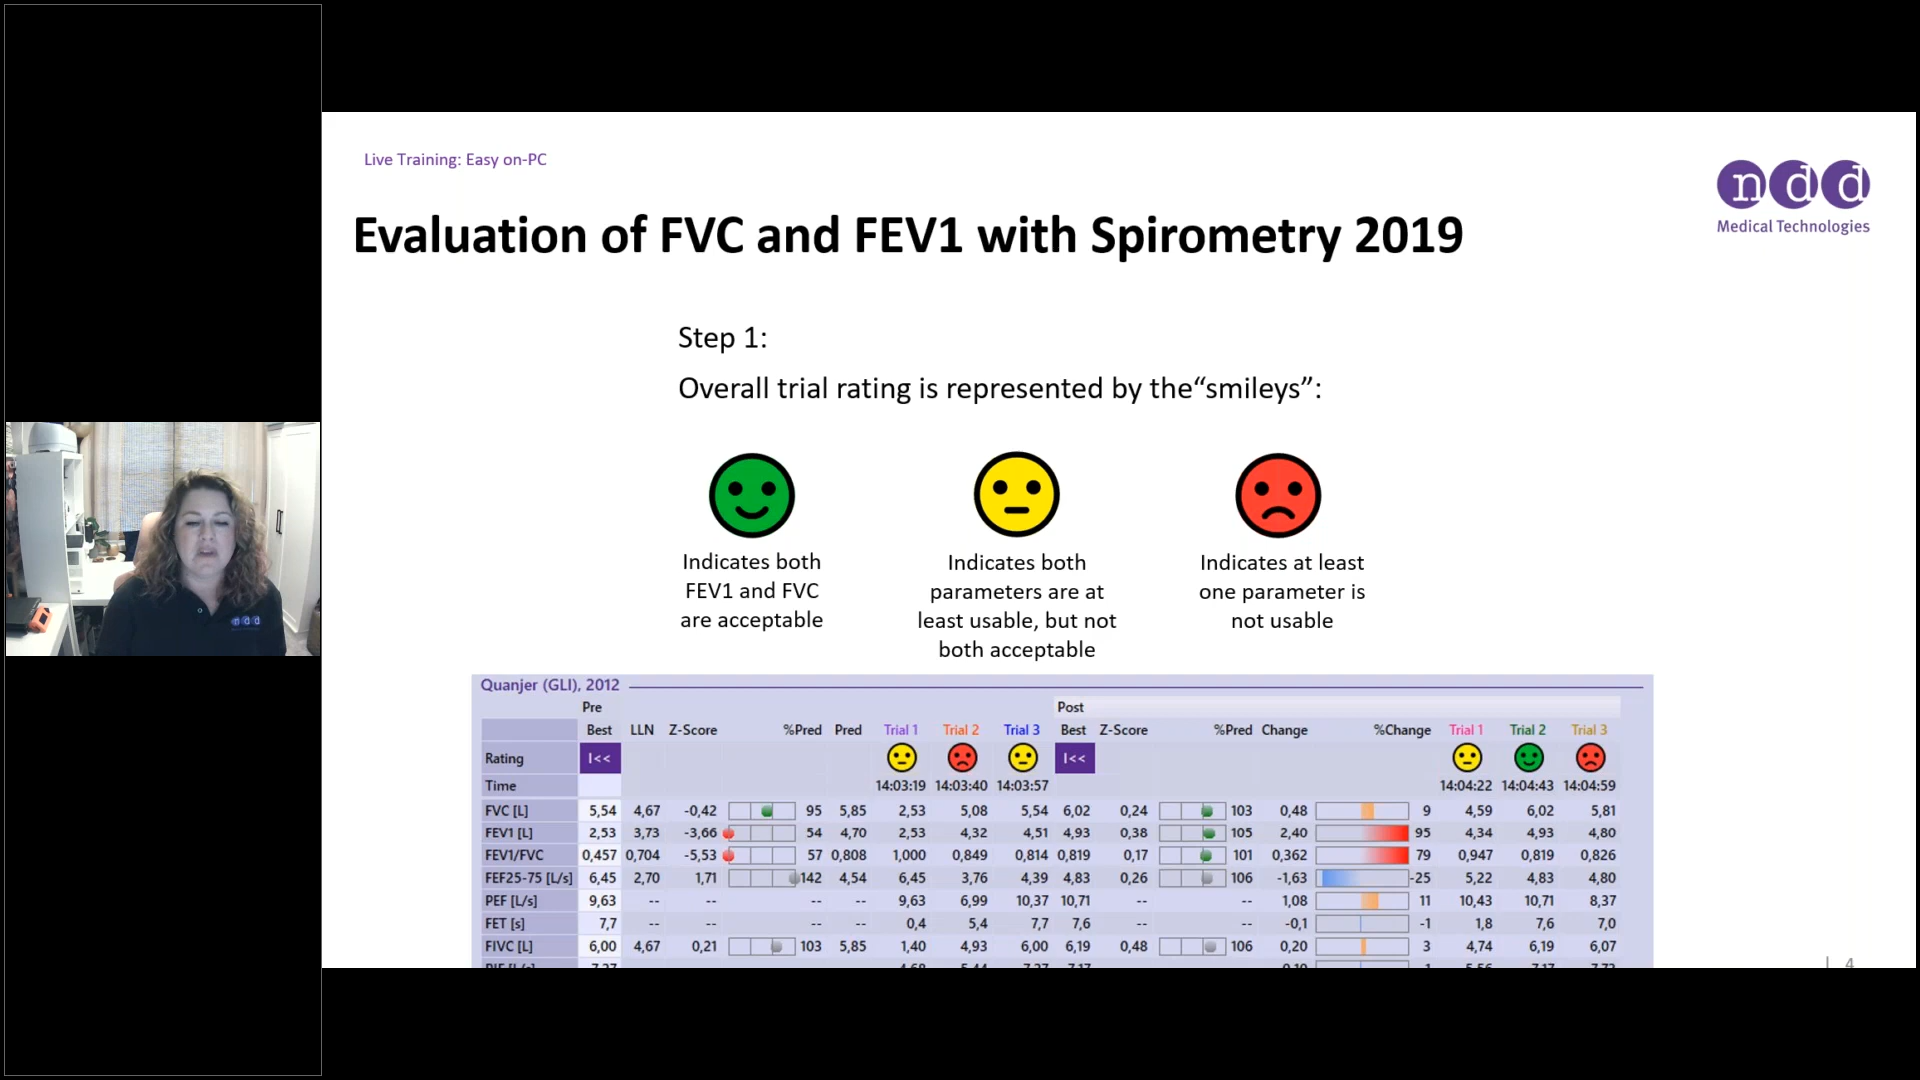 Live Training: Easy on-PC
ndd
Medical Technologies
Evaluation of FVC and FEV1 with Spirometry 2019
Step 1:
Overall trial rating is represented by the“smileys”:
Indicates both
FEV1 and FVC
are acceptable
Indicates both
parameters are at
least usable, but not
both acceptable
Indicates at least
one parameter is
not usable
ndd
Quanjer (GLI), 2012
Pre Post
Best LLN Z-Score %Pred Pred Trial 1 Trial 2 Trial 3 Best Z-Score %Pred Change %Change Trial 1 Trial 2 Trial 3
Rating I<< I<<
Time 14:03:19 14:03:40 14:03:57 14:04:22 14:04:43 14:04:59
FVC [L] 5,54 4,67 -0,42 95 5,85 2,53 5,08 5,54 6,02 0,24 103 0,48 9 4,59 6,02 5,81
FEV1 [L] 2,53 3,73 -3,66 54 4,70 2,53 4,32 4,51 4,93 0,38 105 2,40 95 4,34 4,93 4,80
FEV1/FVC 0,457 0,704 -5,53 57 0,808 1,000 0,849 0,814 0,819 0,17 101 0,362 79 0,947 0,819 0,826
FEF25-75 [L/s] 6,45 2,70 1,71 142 4,54 6,45 3,76 4,39 4,83 0,26 106 -1,63 -25 5,22 4,83 4,80
PEF [L/s] 9,63 -- -- -- -- 9,63 6,99 10,37 10,71 -- -- 1,08 11 10,43 10,71 8,37
FET [s] 7,7 -- -- -- -- 0,4 5,4 7,7 7,6 -- -- -0,1 -1 1,8 7,6 7,0
FIVC [L] 6,00 4,67 0,21 103 5,85 1,40 4,93 6,00 6,19 0,48 106 0,20 3 4,74 6,19 6,07
| 4